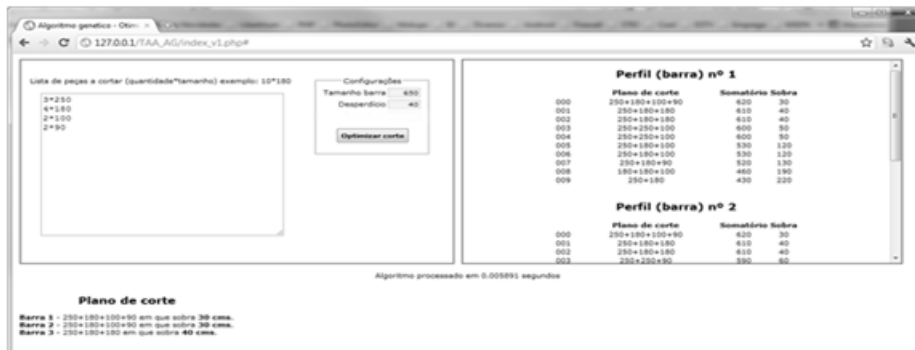 Algoritmo genetico - Otim
127.0.0.1/TAA_AG/index_v1.php#
Lista de peças a cortar (quantidade*tamanho) exemplo: 10*180
3*250
4*180
2*100
2*90
Configurações
Tamanho barra 650
Desperdício 40
Optimizar corte
Perfil (barra) nº 1
Plano de corte Somatório Sobra
000 250+180+100+90 620 30
001 250+180+180 610 40
002 250+180+180 610 40
003 250+250+100 600 50
004 250+250+100 600 50
005 250+180+100 530 120
006 250+180+100 530 120
007 250+180+90 520 130
008 180+180+100 460 190
009 250+180 430 220
Perfil (barra) nº 2
Plano de corte Somatório Sobra
000 250+180+100+90 620 30
001 250+180+180 610 40
002 250+180+180 610 40
003 250+250+90 590 60
Algoritmo processado em 0.005891 segundos
Plano de corte
Barra 1 - 250+180+100+90 em que sobra 30 cms.
Barra 2 - 250+180+100+90 em que sobra 30 cms.
Barra 3 - 250+180+180 em que sobra 40 cms.